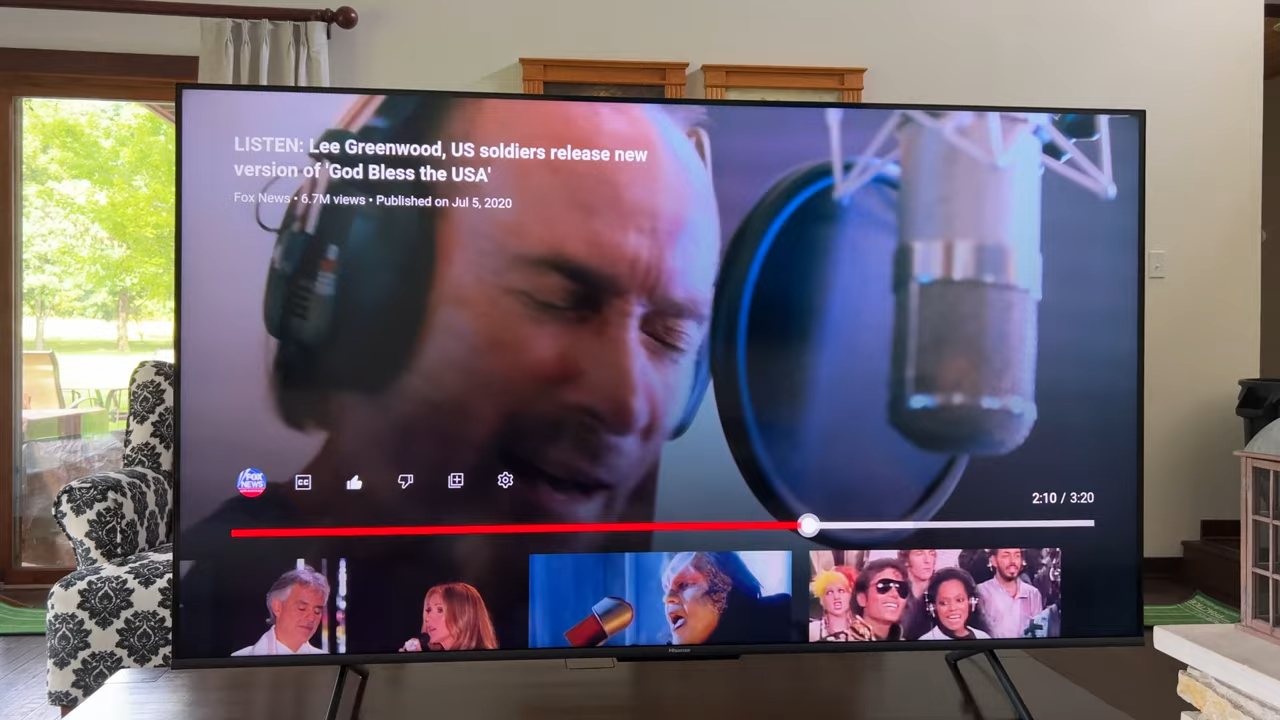 LISTEN: Lee Greenwood, US soldiers release new
version of 'God Bless the USA'
Fox News • 6.7M views • Published on Jul 5, 2020
FOX
NEWS
CC
2:10 / 3:20
Hisense